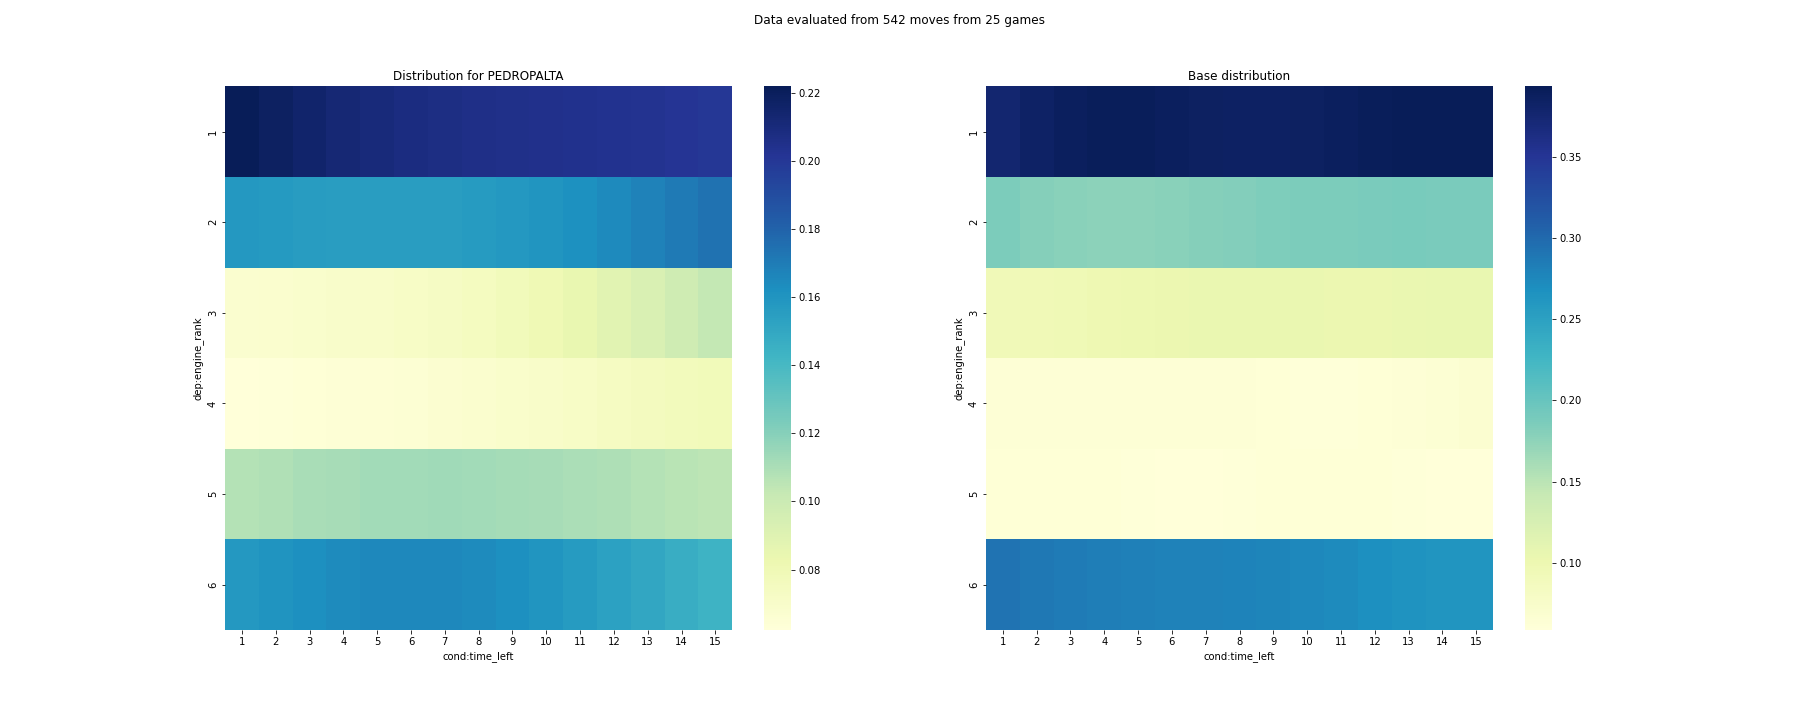 Data evaluated from 542 moves from 25 games
Distribution for PEDROPALTA
dep:engine_rank
1
2
3
4
5
6
1 2 3 4 5 6 7 8 9 10 11 12 13 14 15
cond:time_left
0.22
0.20
0.18
0.16
0.14
0.12
0.10
0.08
Base distribution
dep:engine_rank
1
2
3
4
5
6
1 2 3 4 5 6 7 8 9 10 11 12 13 14 15
cond:time_left
0.35
0.30
0.25
0.20
0.15
0.10